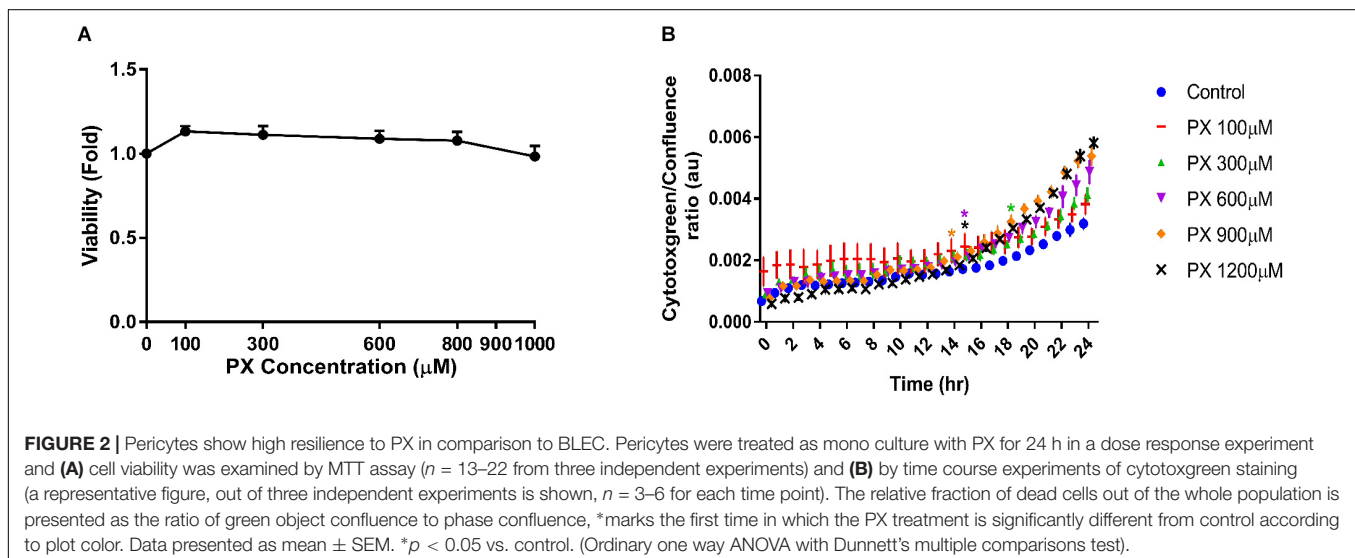 A
1.5
1.0
0.5
0.0
Viability (Fold)
0 100 300 600 800 900 1000
PX Concentration (μM)
B
0.008
0.006
0.004
0.002
0.000
Cytotoxgreen/Confluence
ratio (au)
* * * *
0 2 4 6 8 10 12 14 16 18 20 22 24
Time (hr)
Control
PX 100μM
PX 300μM
PX 600μM
PX 900μM
PX 1200μM
FIGURE 2 | Pericytes show high resilience to PX in comparison to BLEC. Pericytes were treated as mono culture with PX for 24 h in a dose response experiment
and (A) cell viability was examined by MTT assay (n = 13–22 from three independent experiments) and (B) by time course experiments of cytotoxgreen staining
(a representative figure, out of three independent experiments is shown, n = 3–6 for each time point). The relative fraction of dead cells out of the whole population is
presented as the ratio of green object confluence to phase confluence, *marks the first time in which the PX treatment is significantly different from control according
to plot color. Data presented as mean ± SEM. *p < 0.05 vs. control. (Ordinary one way ANOVA with Dunnett's multiple comparisons test).